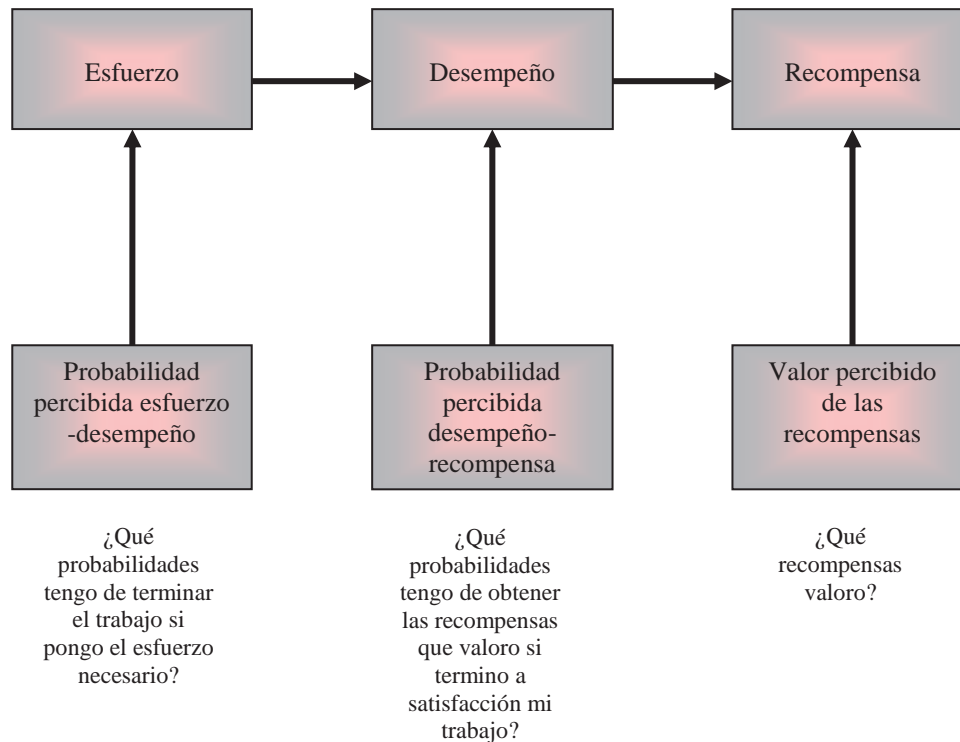 Esfuerzo
Desempeño
Recompensa
Probabilidad
percibida esfuerzo
-desempeño
Probabilidad
percibida
desempeño-
recompensa
Valor percibido
de las
recompensas
¿Qué
probabilidades
tengo de terminar
el trabajo si
pongo el esfuerzo
necesario?
¿Qué
probabilidades
tengo de obtener
las recompensas
que valoro si
termino a
satisfacción mi
trabajo?
¿Qué
recompensas
valoro?